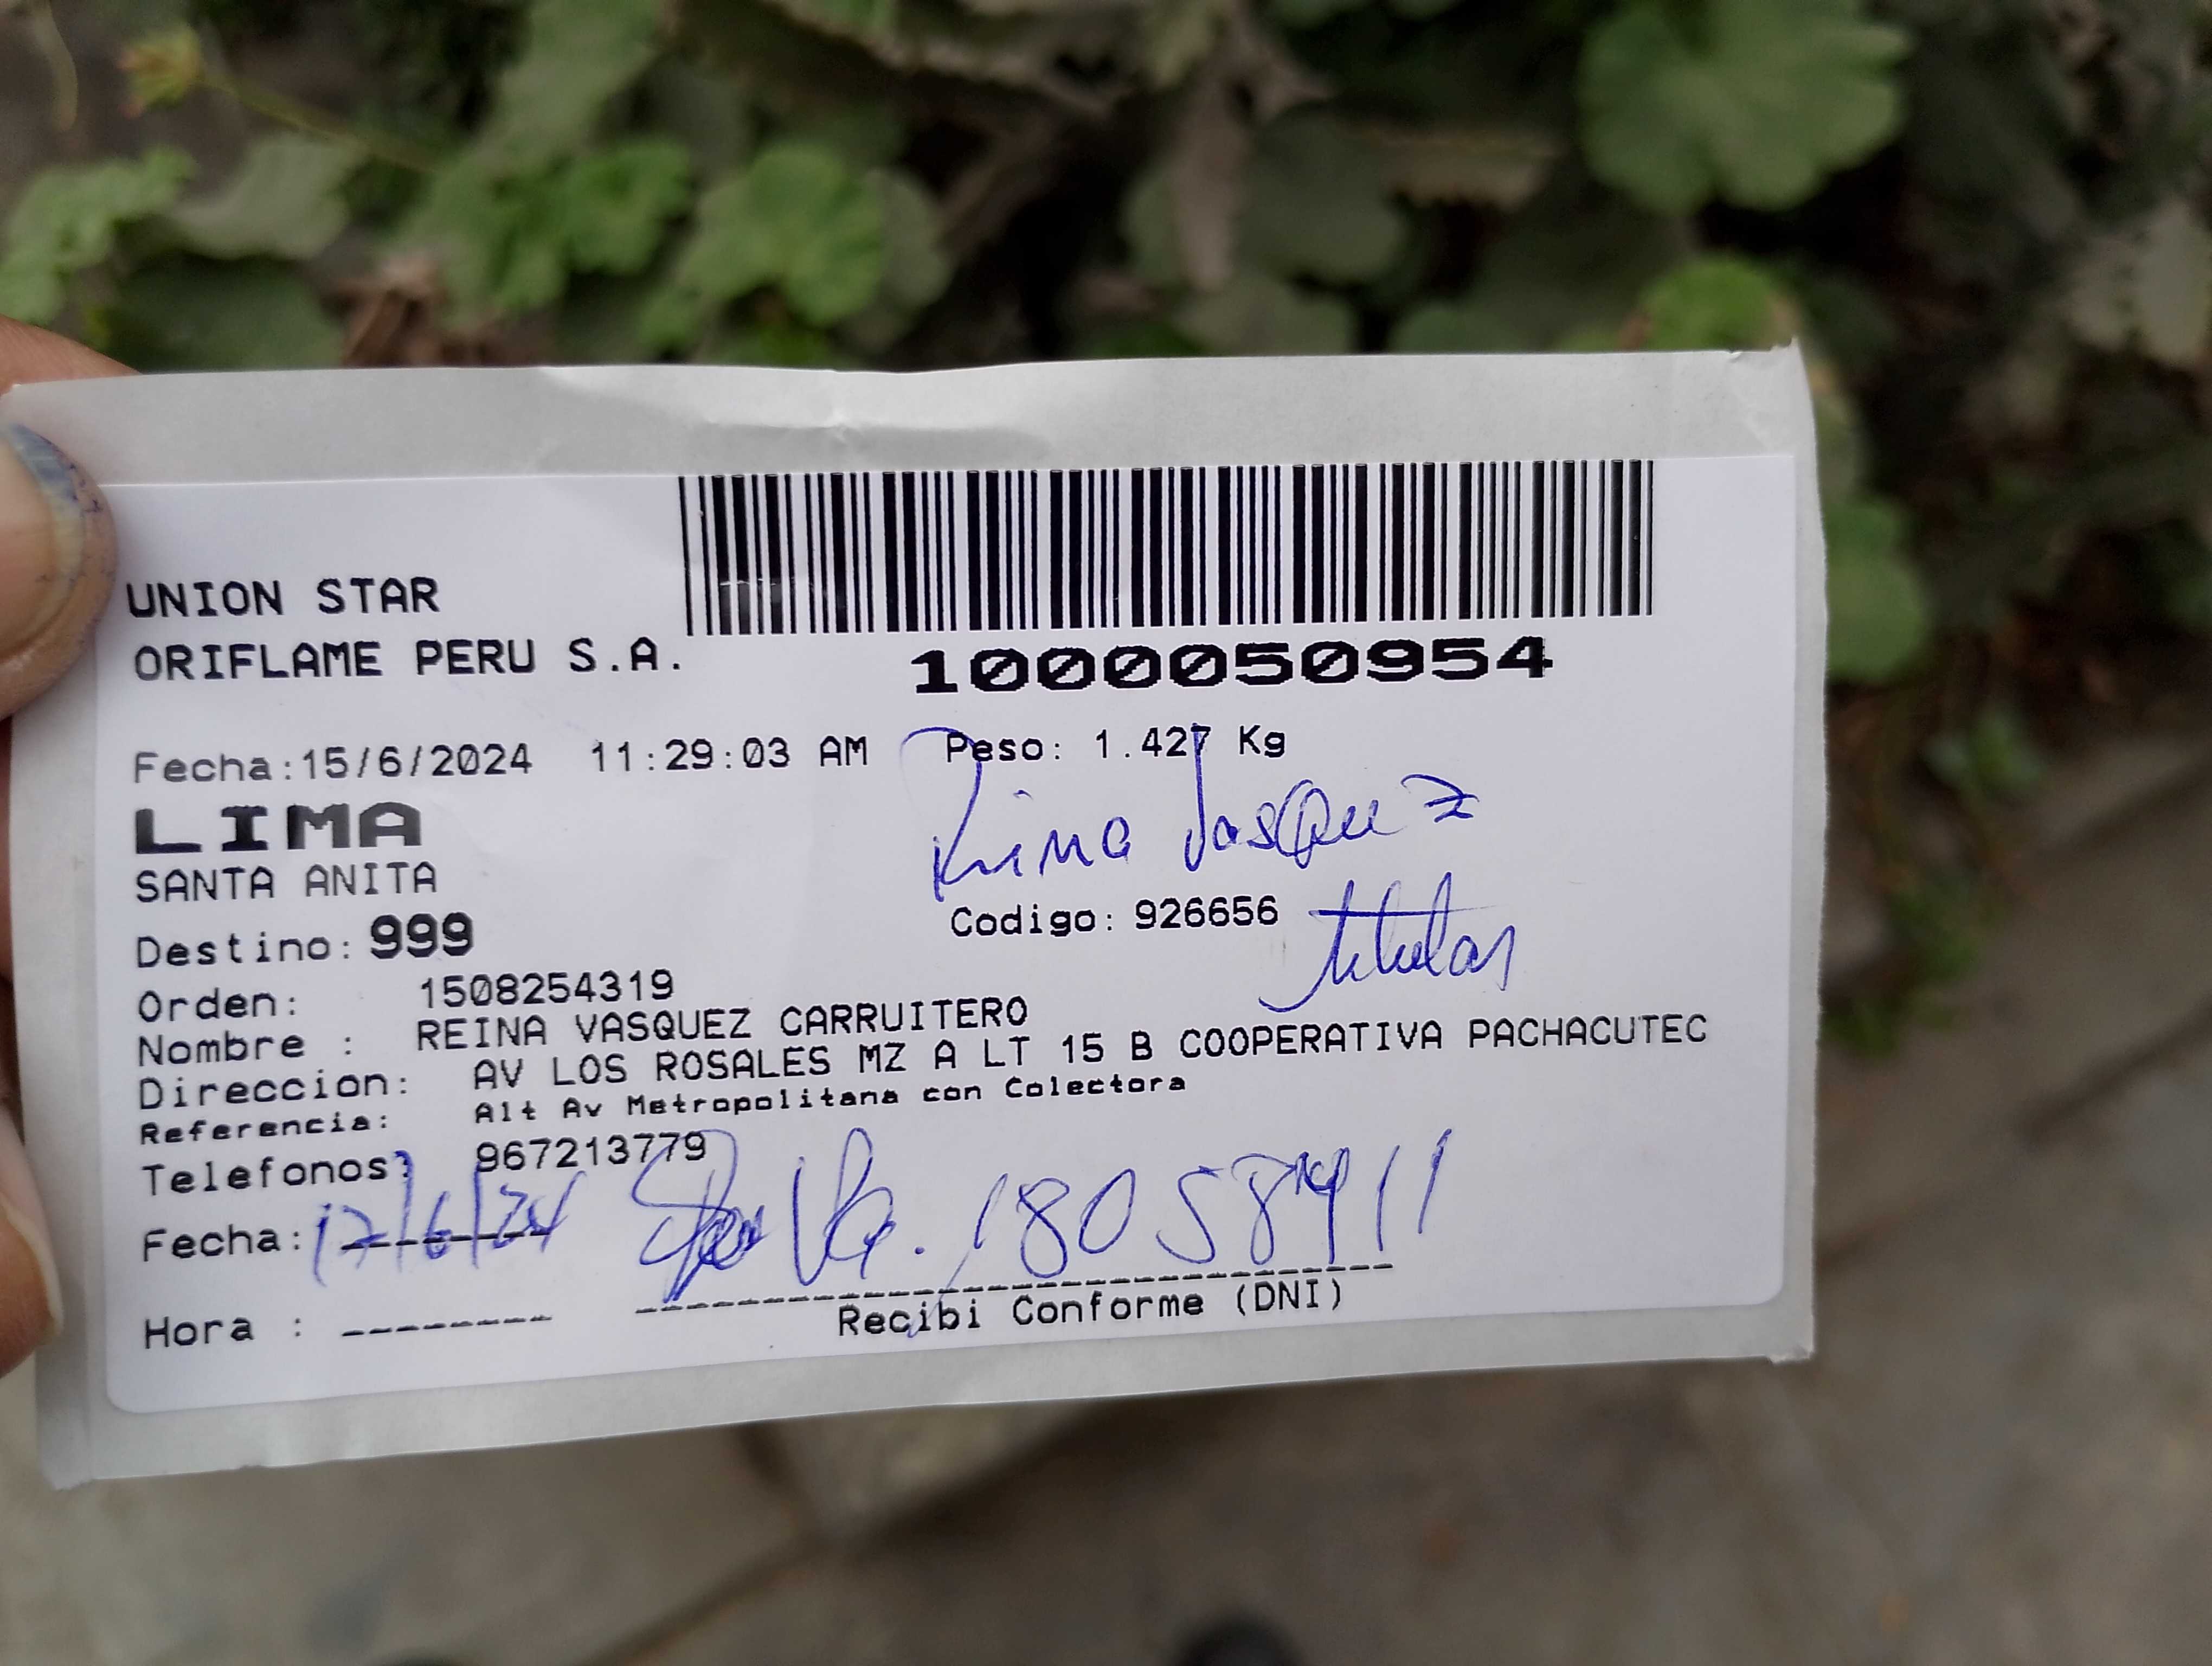 UNION STAR
ORIFLAME PERU S.A.
1000050954
Fecha:15/6/2024 11:29:03 AM Peso: 1.427 Kg
LIMA
Reina Vasquez
SANTA ANITA
Codigo: 926656 titular
Destino: 999
Orden: 1508254319
Nombre : REINA VASQUEZ CARRUITERO
Direccion: AV LOS ROSALES MZ A LT 15 B COOPERATIVA PACHACUTEC
Referencia: Alt Av Metropolitana con Colectora
Telefonos: 967213779
Fecha: 17/6/24
Hora :
Recibi Conforme (DNI)